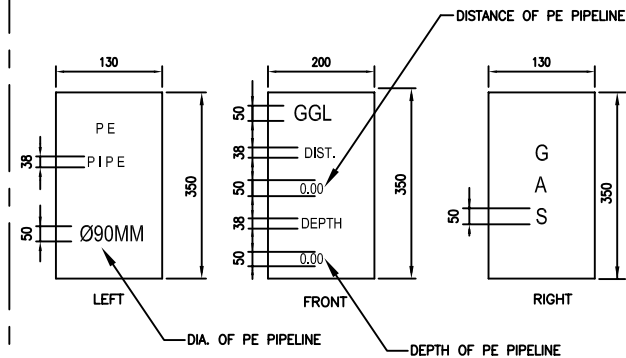 DISTANCE OF PE PIPELINE
130
200
130
PE
PIPE
38
50
Ø90MM
350
LEFT
DIA. OF PE PIPELINE
50
GGL
38
DIST.
50
0.00
38
DEPTH
50
0.00
350
FRONT
DEPTH OF PE PIPELINE
G
A
S
50
350
RIGHT